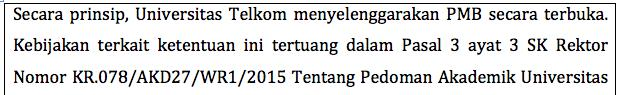 Secara prinsip, Universitas Telkom menyelenggarakan PMB secara terbuka.
Kebijakan terkait ketentuan ini tertuang dalam Pasal 3 ayat 3 SK Rektor
Nomor KR.078/AKD27/WR1/2015 Tentang Pedoman Akademik Universitas